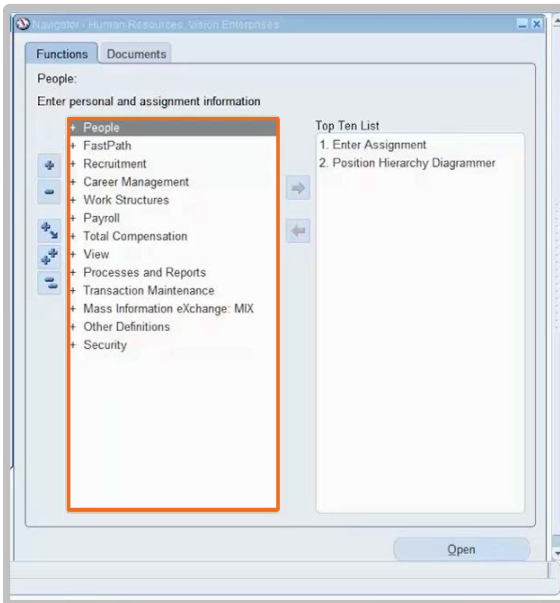 Navigator - Human Resources, Vision Enterprises
Functions
Documents
People:
Enter personal and assignment information
+ People
+ FastPath
+ Recruitment
+ Career Management
+ Work Structures
+ Payroll
+ Total Compensation
+ View
+ Processes and Reports
+ Transaction Maintenance
+ Mass Information eXchange: MIX
+ Other Definitions
+ Security
Top Ten List
1. Enter Assignment
2. Position Hierarchy Diagrammer
Open